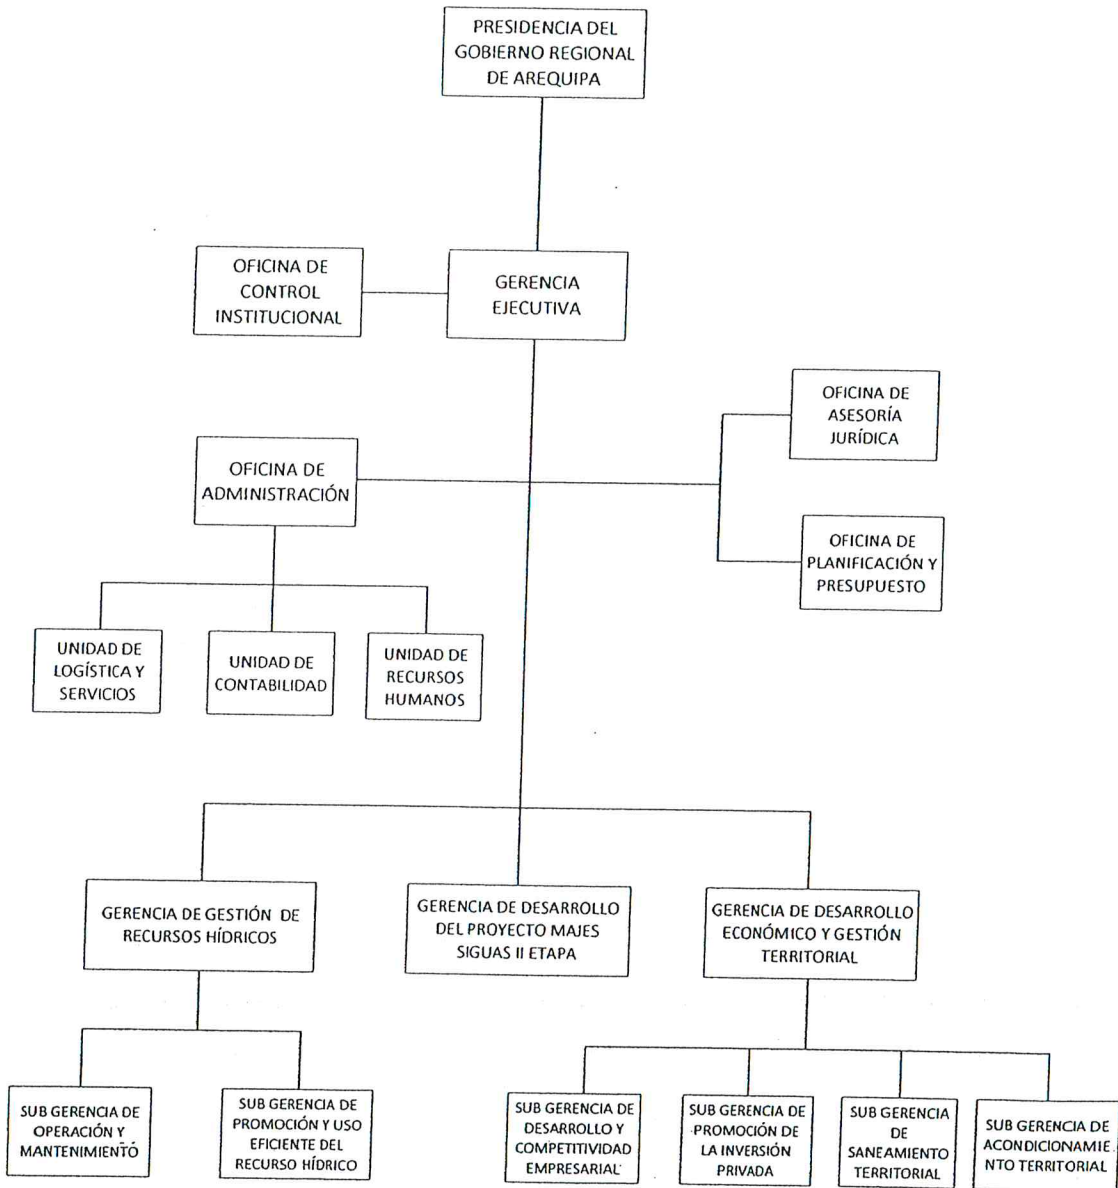 PRESIDENCIA DEL
GOBIERNO REGIONAL
DE AREQUIPA
OFICINA DE
CONTROL
INSTITUCIONAL
GERENCIA
EJECUTIVA
OFICINA DE
ASESORÍA
JURÍDICA
OFICINA DE
ADMINISTRACIÓN
OFICINA DE
PLANIFICACIÓN Y
PRESUPUESTO
UNIDAD DE
LOGÍSTICA Y
SERVICIOS
UNIDAD DE
CONTABILIDAD
UNIDAD DE
RECURSOS
HUMANOS
GERENCIA DE GESTIÓN DE
RECURSOS HÍDRICOS
GERENCIA DE DESARROLLO
DEL PROYECTO MAJES
SIGUAS II ETAPA
GERENCIA DE DESARROLLO
ECONÓMICO Y GESTIÓN
TERRITORIAL
SUB GERENCIA DE
OPERACIÓN Y
MANTENIMIENTO
SUB GERENCIA DE
PROMOCIÓN Y USO
EFICIENTE DEL
RECURSO HÍDRICO
SUB GERENCIA DE
DESARROLLO Y
COMPETITIVIDAD
EMPRESARIAL
SUB GERENCIA DE
PROMOCIÓN DE
LA INVERSIÓN
PRIVADA
SUB GERENCIA
DE
SANEAMIENTO
TERRITORIAL
SUB GERENCIA DE
ACONDICIONAMIE
NTO TERRITORIAL